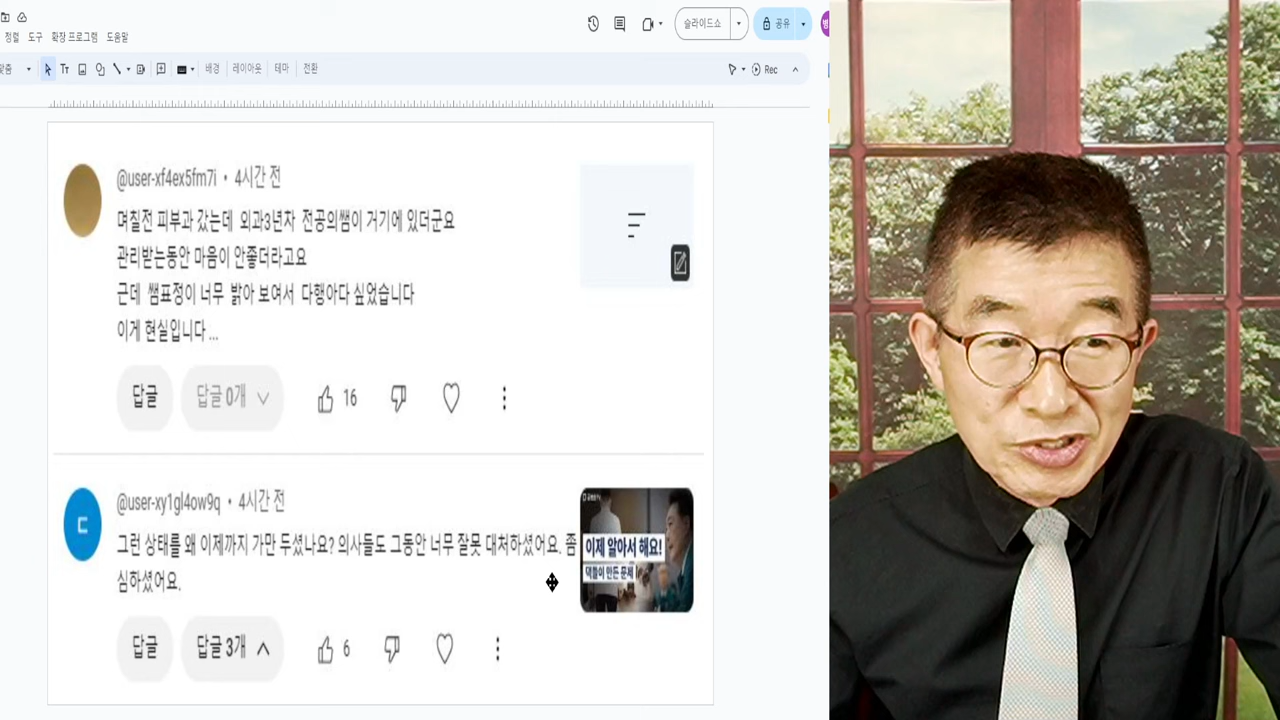 정렬 도구 확장 프로그램 도움말
슬라이드쇼
공유
배경 레이아웃 테마 전환
Rec
@user-xf4ex5fm7i • 4시간 전
며칠전 피부과 갔는데 외과3년차 전공의쌤이 거기에 있더군요
관리받는동안 마음이 안좋더라고요
근데 쌤표정이 너무 밝아 보여서 다행아다 싶었습니다
이게 현실입니다 ...
답글 답글 0개 16
@user-xy1gl4ow9q • 4시간 전
그런 상태를 왜 이제까지 가만 두셨나요? 의사들도 그동안 너무 잘못 대처하셨어요. 좀
심하셨어요.
이제 알아서 해요!
답글 답글 3개 6